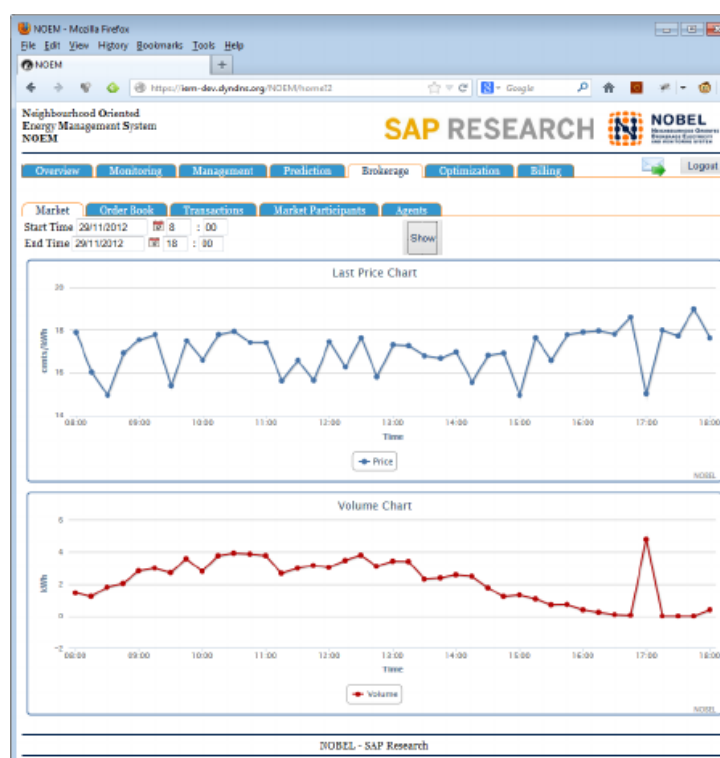 NOEM - Mozilla Firefox
File Edit View History Bookmarks Tools Help
NOEM
+
https://iem-dev.dyndns.org/NOEM/home12
Google
Neighbourhood Oriented
Energy Management System
NOEM
SAP RESEARCH
NOBEL
Overview Monitoring Management Prediction Brokerage Optimization Billing
Logout
Market Order Book Transactions Market Participants Agents
Start Time 29/11/2012 8 : 00
End Time 29/11/2012 18 : 00
Show
Last Price Chart
20
18
16
14
cents/kWh
08:00 09:00 10:00 11:00 12:00 13:00 14:00 15:00 16:00 17:00 18:00
Time
Price
NOBEL
Volume Chart
6
4
2
0
-2
kWh
08:00 09:00 10:00 11:00 12:00 13:00 14:00 15:00 16:00 17:00 18:00
Time
Volume
NOBEL
NOBEL - SAP Research